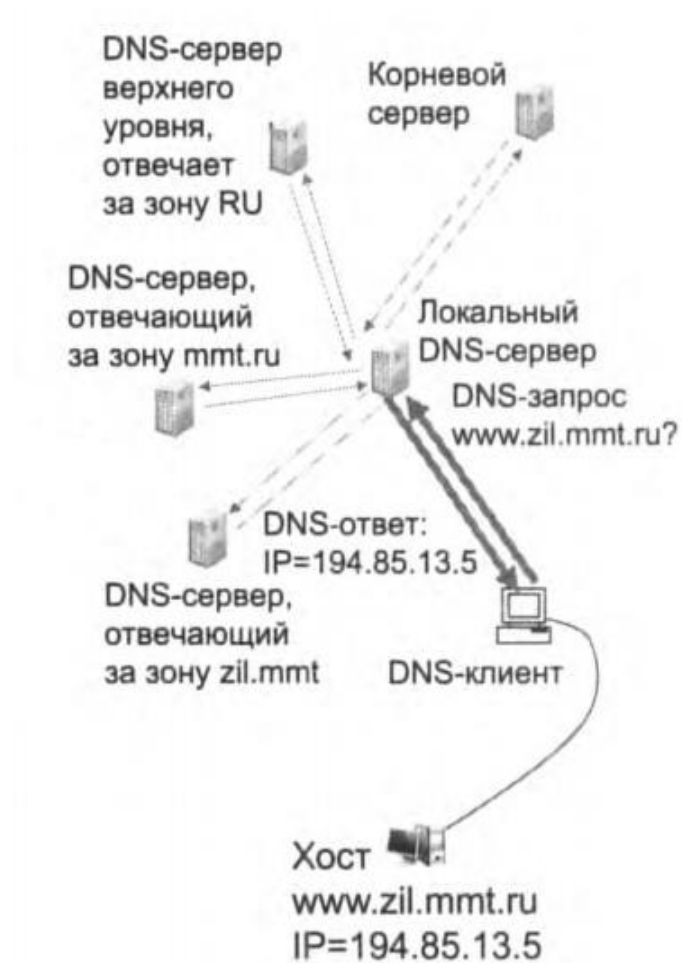 DNS-сервер
верхнего
уровня,
отвечает
за зону RU
Корневой
сервер
DNS-сервер,
отвечающий
за зону mmt.ru
Локальный
DNS-сервер
DNS-запрос
www.zil.mmt.ru?
DNS-ответ:
IP=194.85.13.5
DNS-сервер,
отвечающий
за зону zil.mmt
DNS-клиент
Хост
www.zil.mmt.ru
IP=194.85.13.5